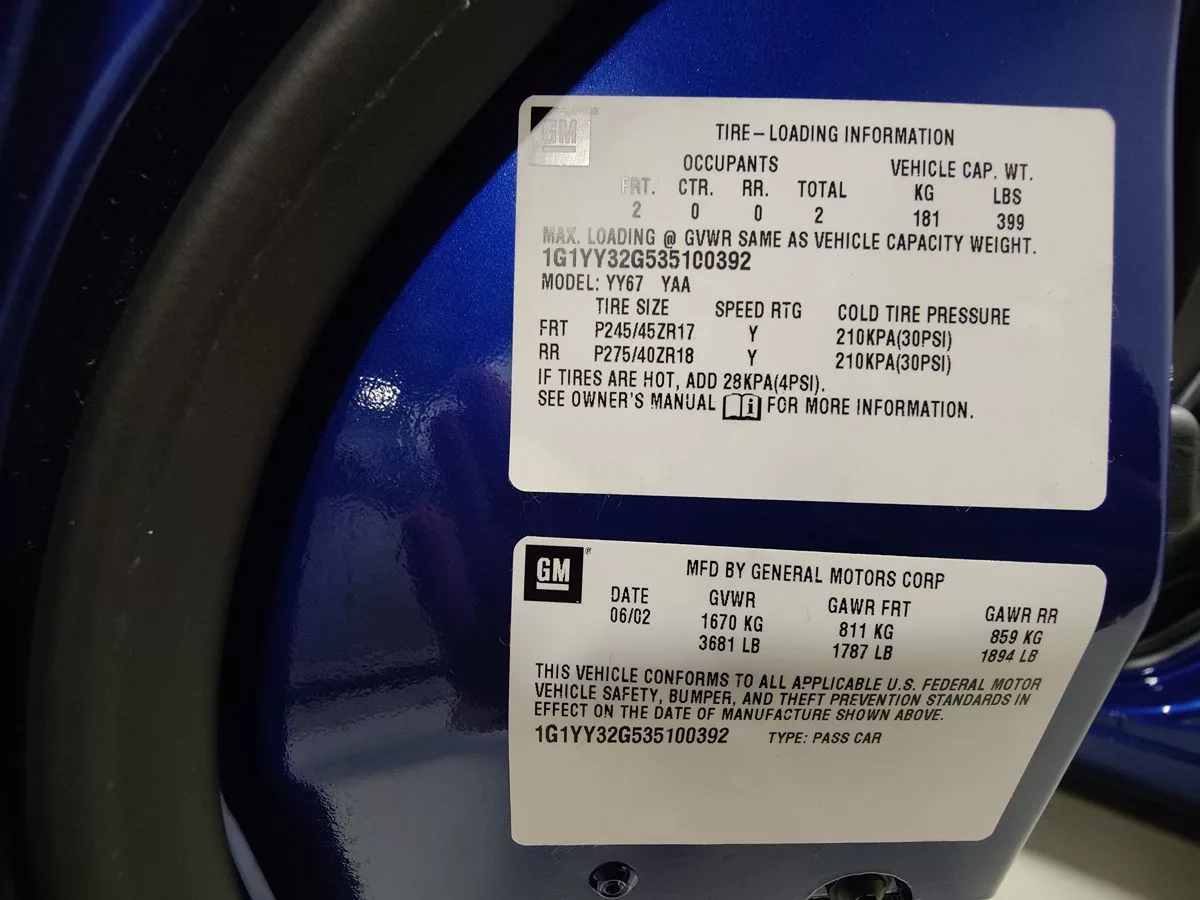 GM
TIRE–LOADING INFORMATION
OCCUPANTS VEHICLE CAP. WT.
FRT. CTR. RR. TOTAL KG LBS
2 0 0 2 181 399
MAX. LOADING @ GVWR SAME AS VEHICLE CAPACITY WEIGHT.
1G1YY32G535100392
MODEL: YY67 YAA
TIRE SIZE SPEED RTG COLD TIRE PRESSURE
FRT P245/45ZR17 Y 210KPA(30PSI)
RR P275/40ZR18 Y 210KPA(30PSI)
IF TIRES ARE HOT, ADD 28KPA(4PSI).
SEE OWNER'S MANUAL i FOR MORE INFORMATION.
GM
MFD BY GENERAL MOTORS CORP
DATE GVWR GAWR FRT GAWR RR
06/02 1670 KG 811 KG 859 KG
3681 LB 1787 LB 1894 LB
THIS VEHICLE CONFORMS TO ALL APPLICABLE U.S. FEDERAL MOTOR
VEHICLE SAFETY, BUMPER, AND THEFT PREVENTION STANDARDS IN
EFFECT ON THE DATE OF MANUFACTURE SHOWN ABOVE.
1G1YY32G535100392 TYPE: PASS CAR